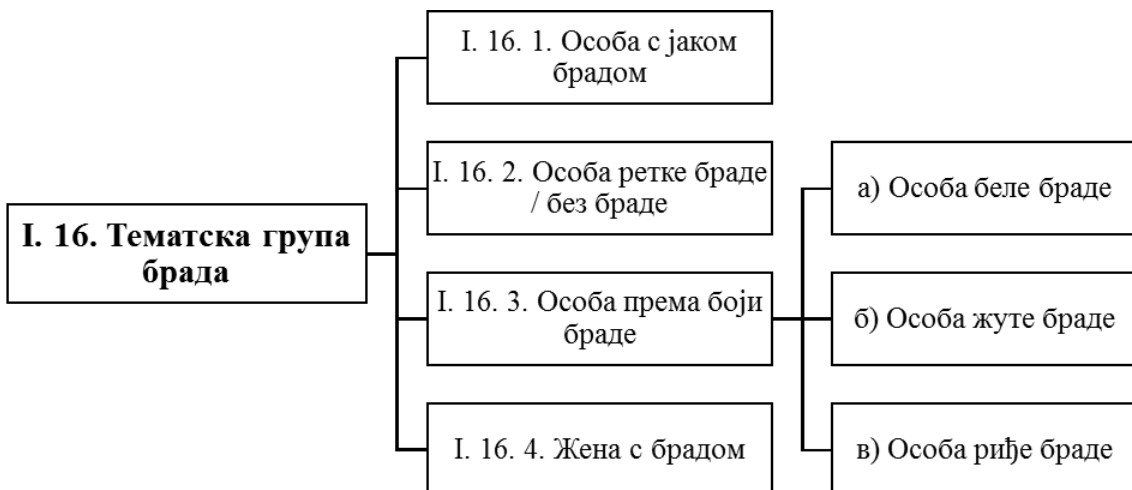 I. 16. Тематска група
брада
I. 16. 1. Особа с јаком
брадом
I. 16. 2. Особа ретке браде
/ без браде
I. 16. 3. Особа према боји
браде
I. 16. 4. Жена с брадом
а) Особа беле браде
б) Особа жуте браде
в) Особа риђе браде